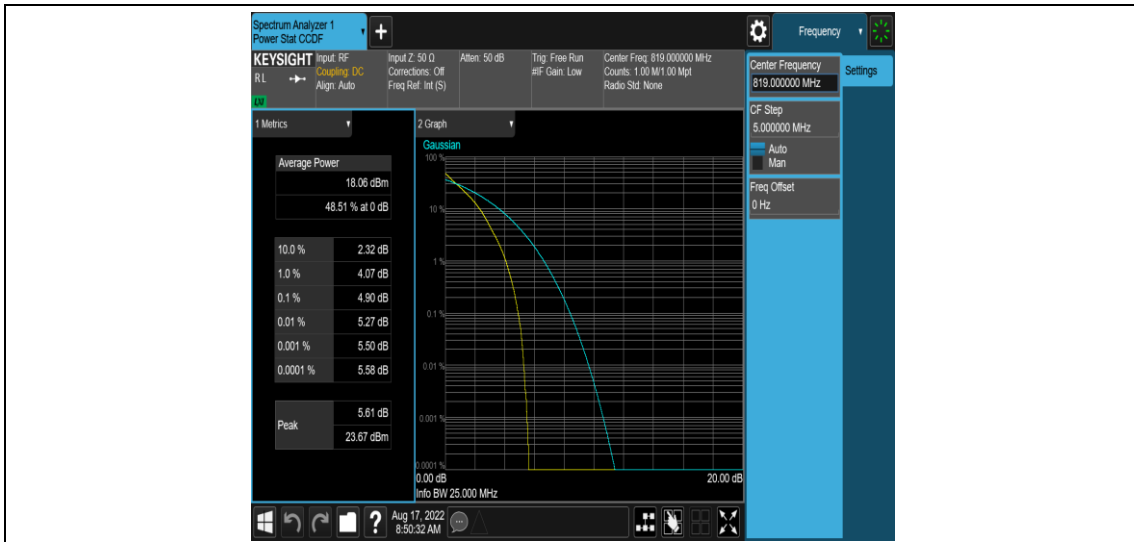 Spectrum Analyzer 1
Power Stat CCDF
Frequency
KEYSIGHT
RL
Input: RF
Coupling: DC
Align: Auto
Input Z: 50 Ω
Corrections: Off
Freq Ref: Int (S)
Atten: 50 dB
Trig: Free Run
#IF Gain: Low
Center Freq: 819.000000 MHz
Counts: 1.00 M/1.00 Mpt
Radio Std: None
Center Frequency
819.000000 MHz
Settings
CF Step
5.000000 MHz
Auto
Man
Freq Offset
0 Hz
1 Metrics
Average Power
18.06 dBm
48.51 % at 0 dB
10.0 % 2.32 dB
1.0 % 4.07 dB
0.1 % 4.90 dB
0.01 % 5.27 dB
0.001 % 5.50 dB
0.0001 % 5.58 dB
Peak
5.61 dB
23.67 dBm
2 Graph
Gaussian
100 %
10 %
1 %
0.1 %
0.01 %
0.001 %
0.0001 %
0.00 dB
20.00 dB
Info BW 25.000 MHz
?
Aug 17, 2022
8:50:32 AM